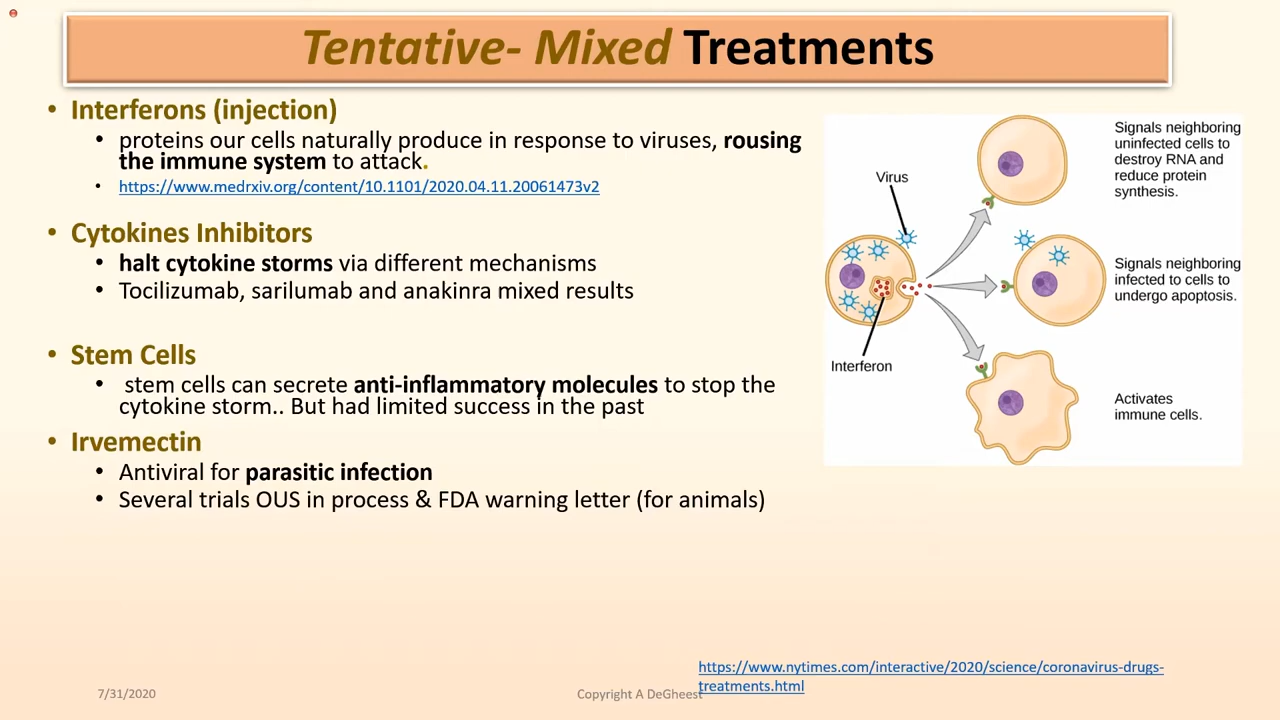 Tentative- Mixed Treatments
• Interferons (injection)
• proteins our cells naturally produce in response to viruses, rousing
the immune system to attack.
• https://www.medrxiv.org/content/10.1101/2020.04.11.20061473v2
• Cytokines Inhibitors
• halt cytokine storms via different mechanisms
• Tocilizumab, sarilumab and anakinra mixed results
• Stem Cells
• stem cells can secrete anti-inflammatory molecules to stop the
cytokine storm.. But had limited success in the past
• Irvemectin
• Antiviral for parasitic infection
• Several trials OUS in process & FDA warning letter (for animals)
Virus
Interferon
Signals neighboring
uninfected cells to
destroy RNA and
reduce protein
synthesis.
Signals neighboring
infected to cells to
undergo apoptosis.
Activates
immune cells.
https://www.nytimes.com/interactive/2020/science/coronavirus-drugs-
treatments.html
7/31/2020
Copyright A DeGheest